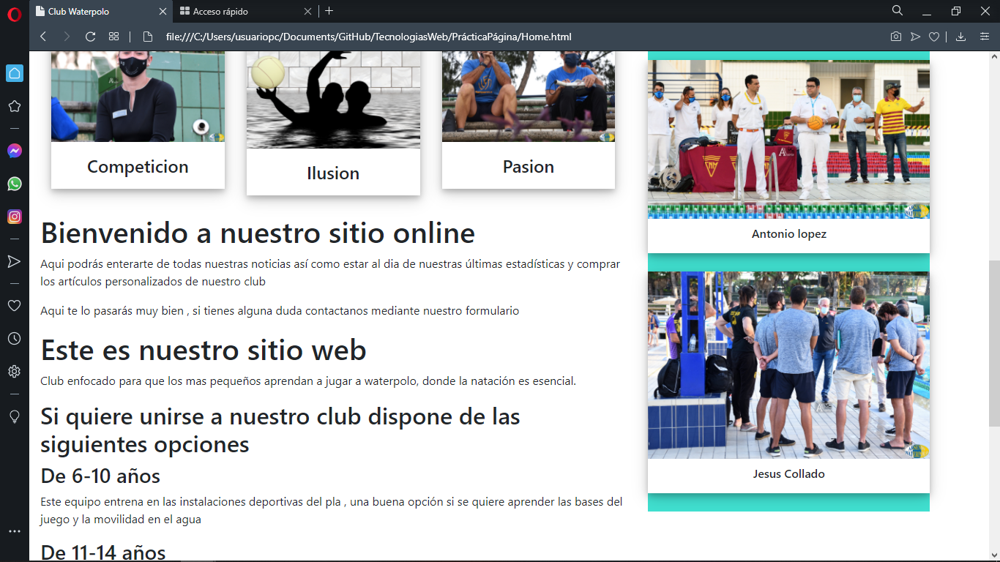 Club Waterpolo
Acceso rápido
file:///C:/Users/usuariopc/Documents/GitHub/TecnologiasWeb/PrácticaPágina/Home.html
Competicion
Ilusion
Pasion
Bienvenido a nuestro sitio online
Aqui podrás enterarte de todas nuestras noticias así como estar al dia de nuestras últimas estadísticas y comprar
los artículos personalizados de nuestro club
Aqui te lo pasarás muy bien , si tienes alguna duda contactanos mediante nuestro formulario
Este es nuestro sitio web
Club enfocado para que los mas pequeños aprendan a jugar a waterpolo, donde la natación es esencial.
Si quiere unirse a nuestro club dispone de las
siguientes opciones
De 6-10 años
Este equipo entrena en las instalaciones deportivas del pla , una buena opción si se quiere aprender las bases del
juego y la movilidad en el agua
De 11-14 años
Antonio lopez
Jesus Collado